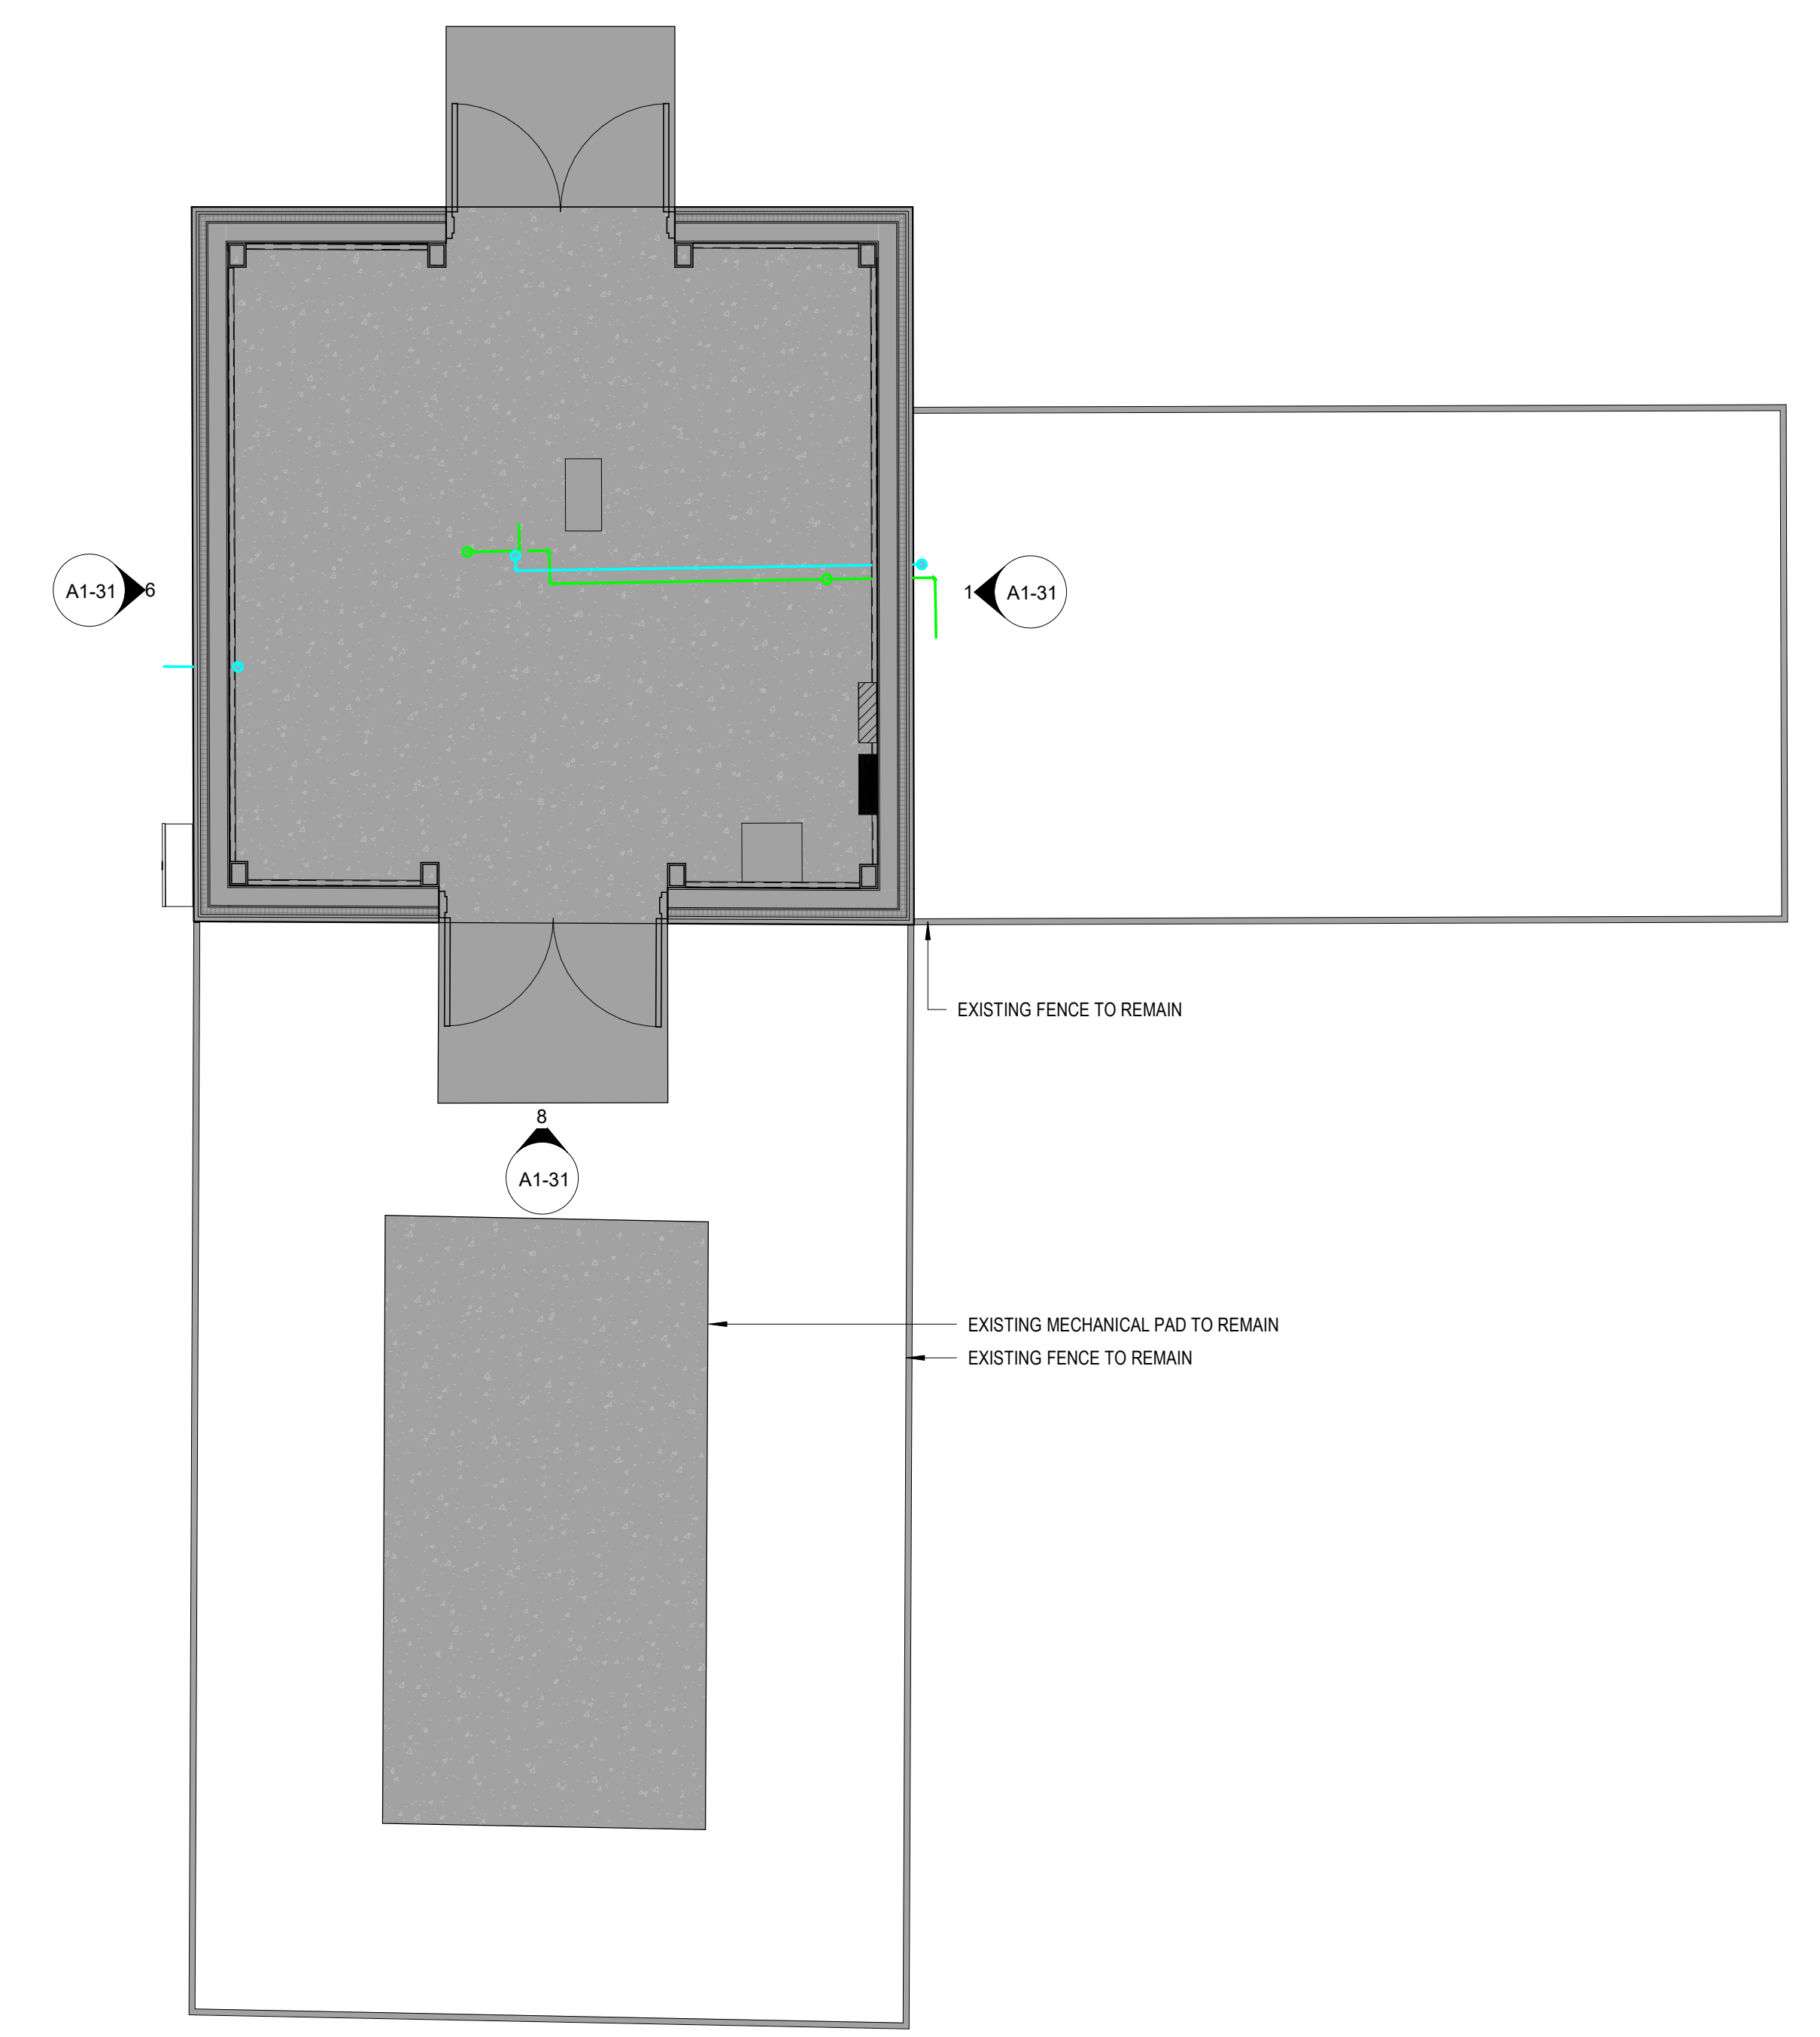 A1-31
6
1
A1-31
EXISTING FENCE TO REMAIN
8
A1-31
EXISTING MECHANICAL PAD TO REMAIN
EXISTING FENCE TO REMAIN